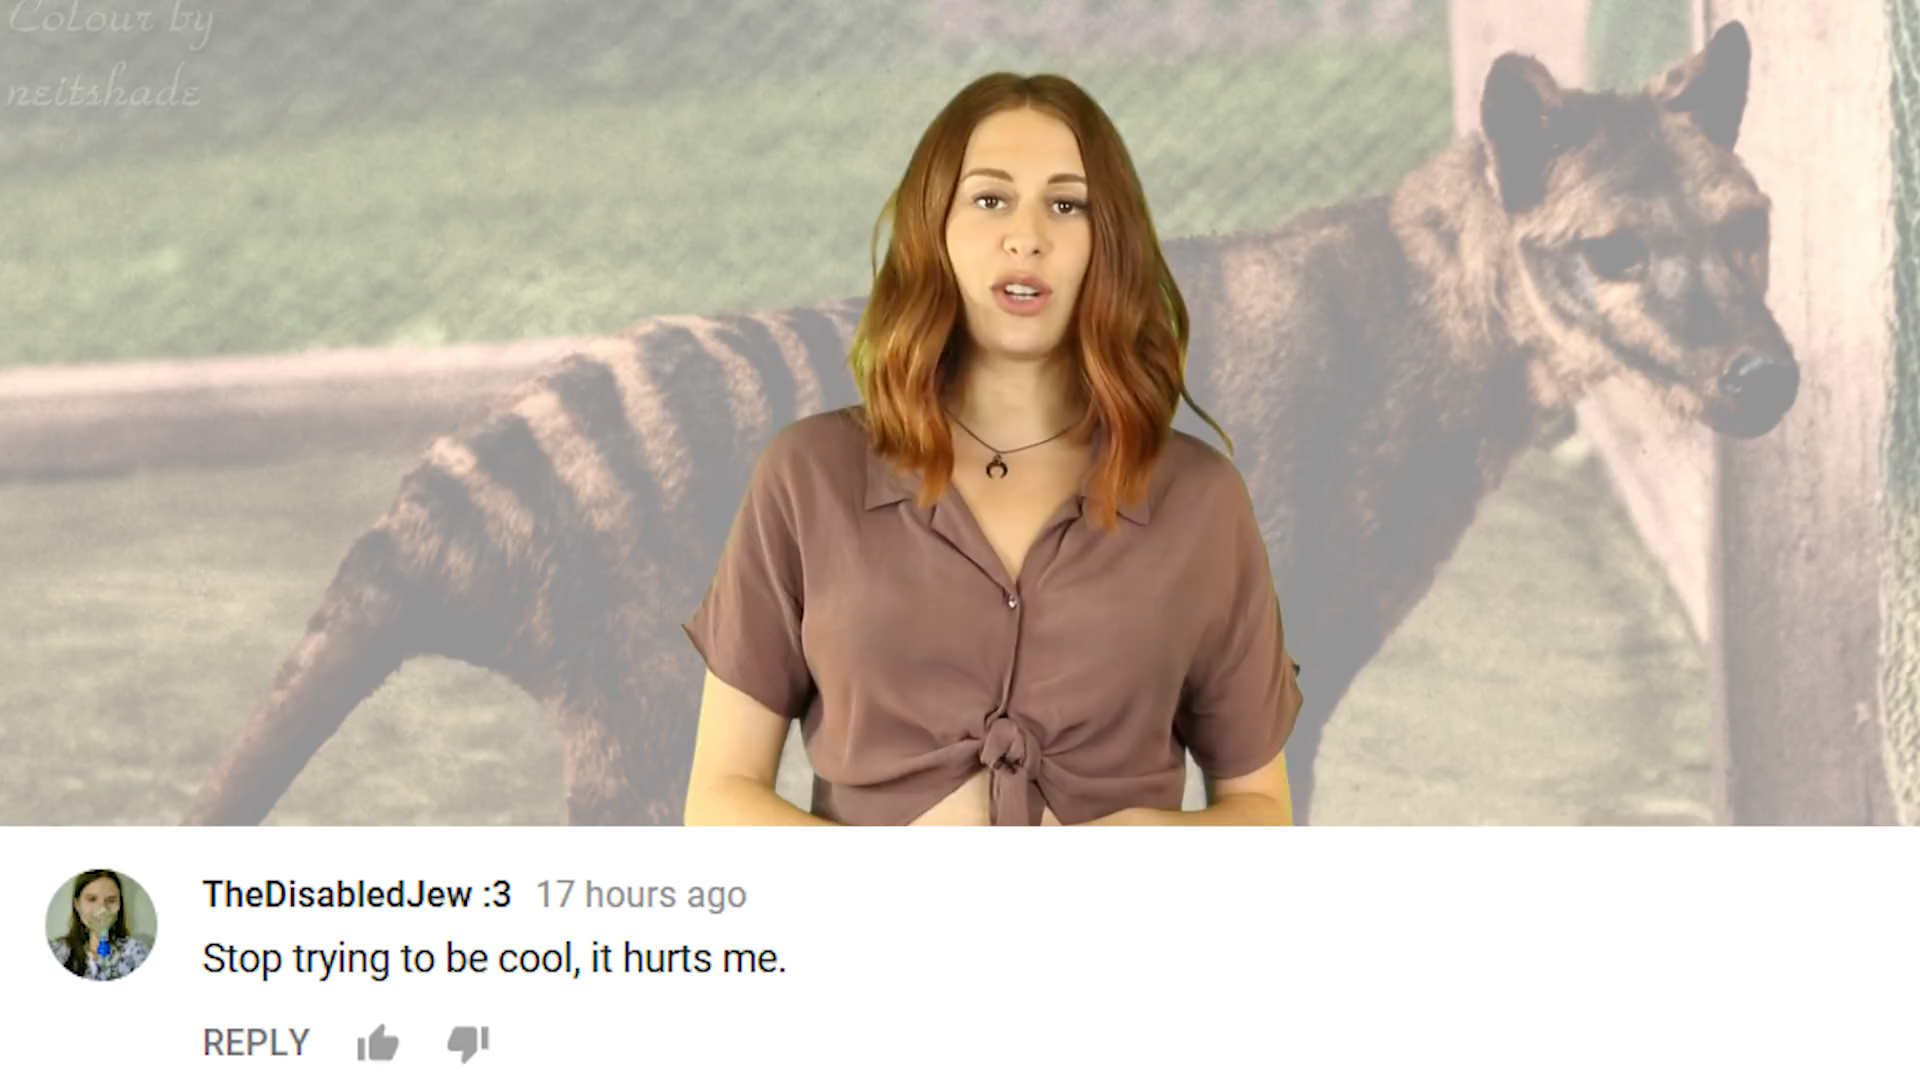 Colour by
neitshade
TheDisabledJew :3 17 hours ago
Stop trying to be cool, it hurts me.
REPLY